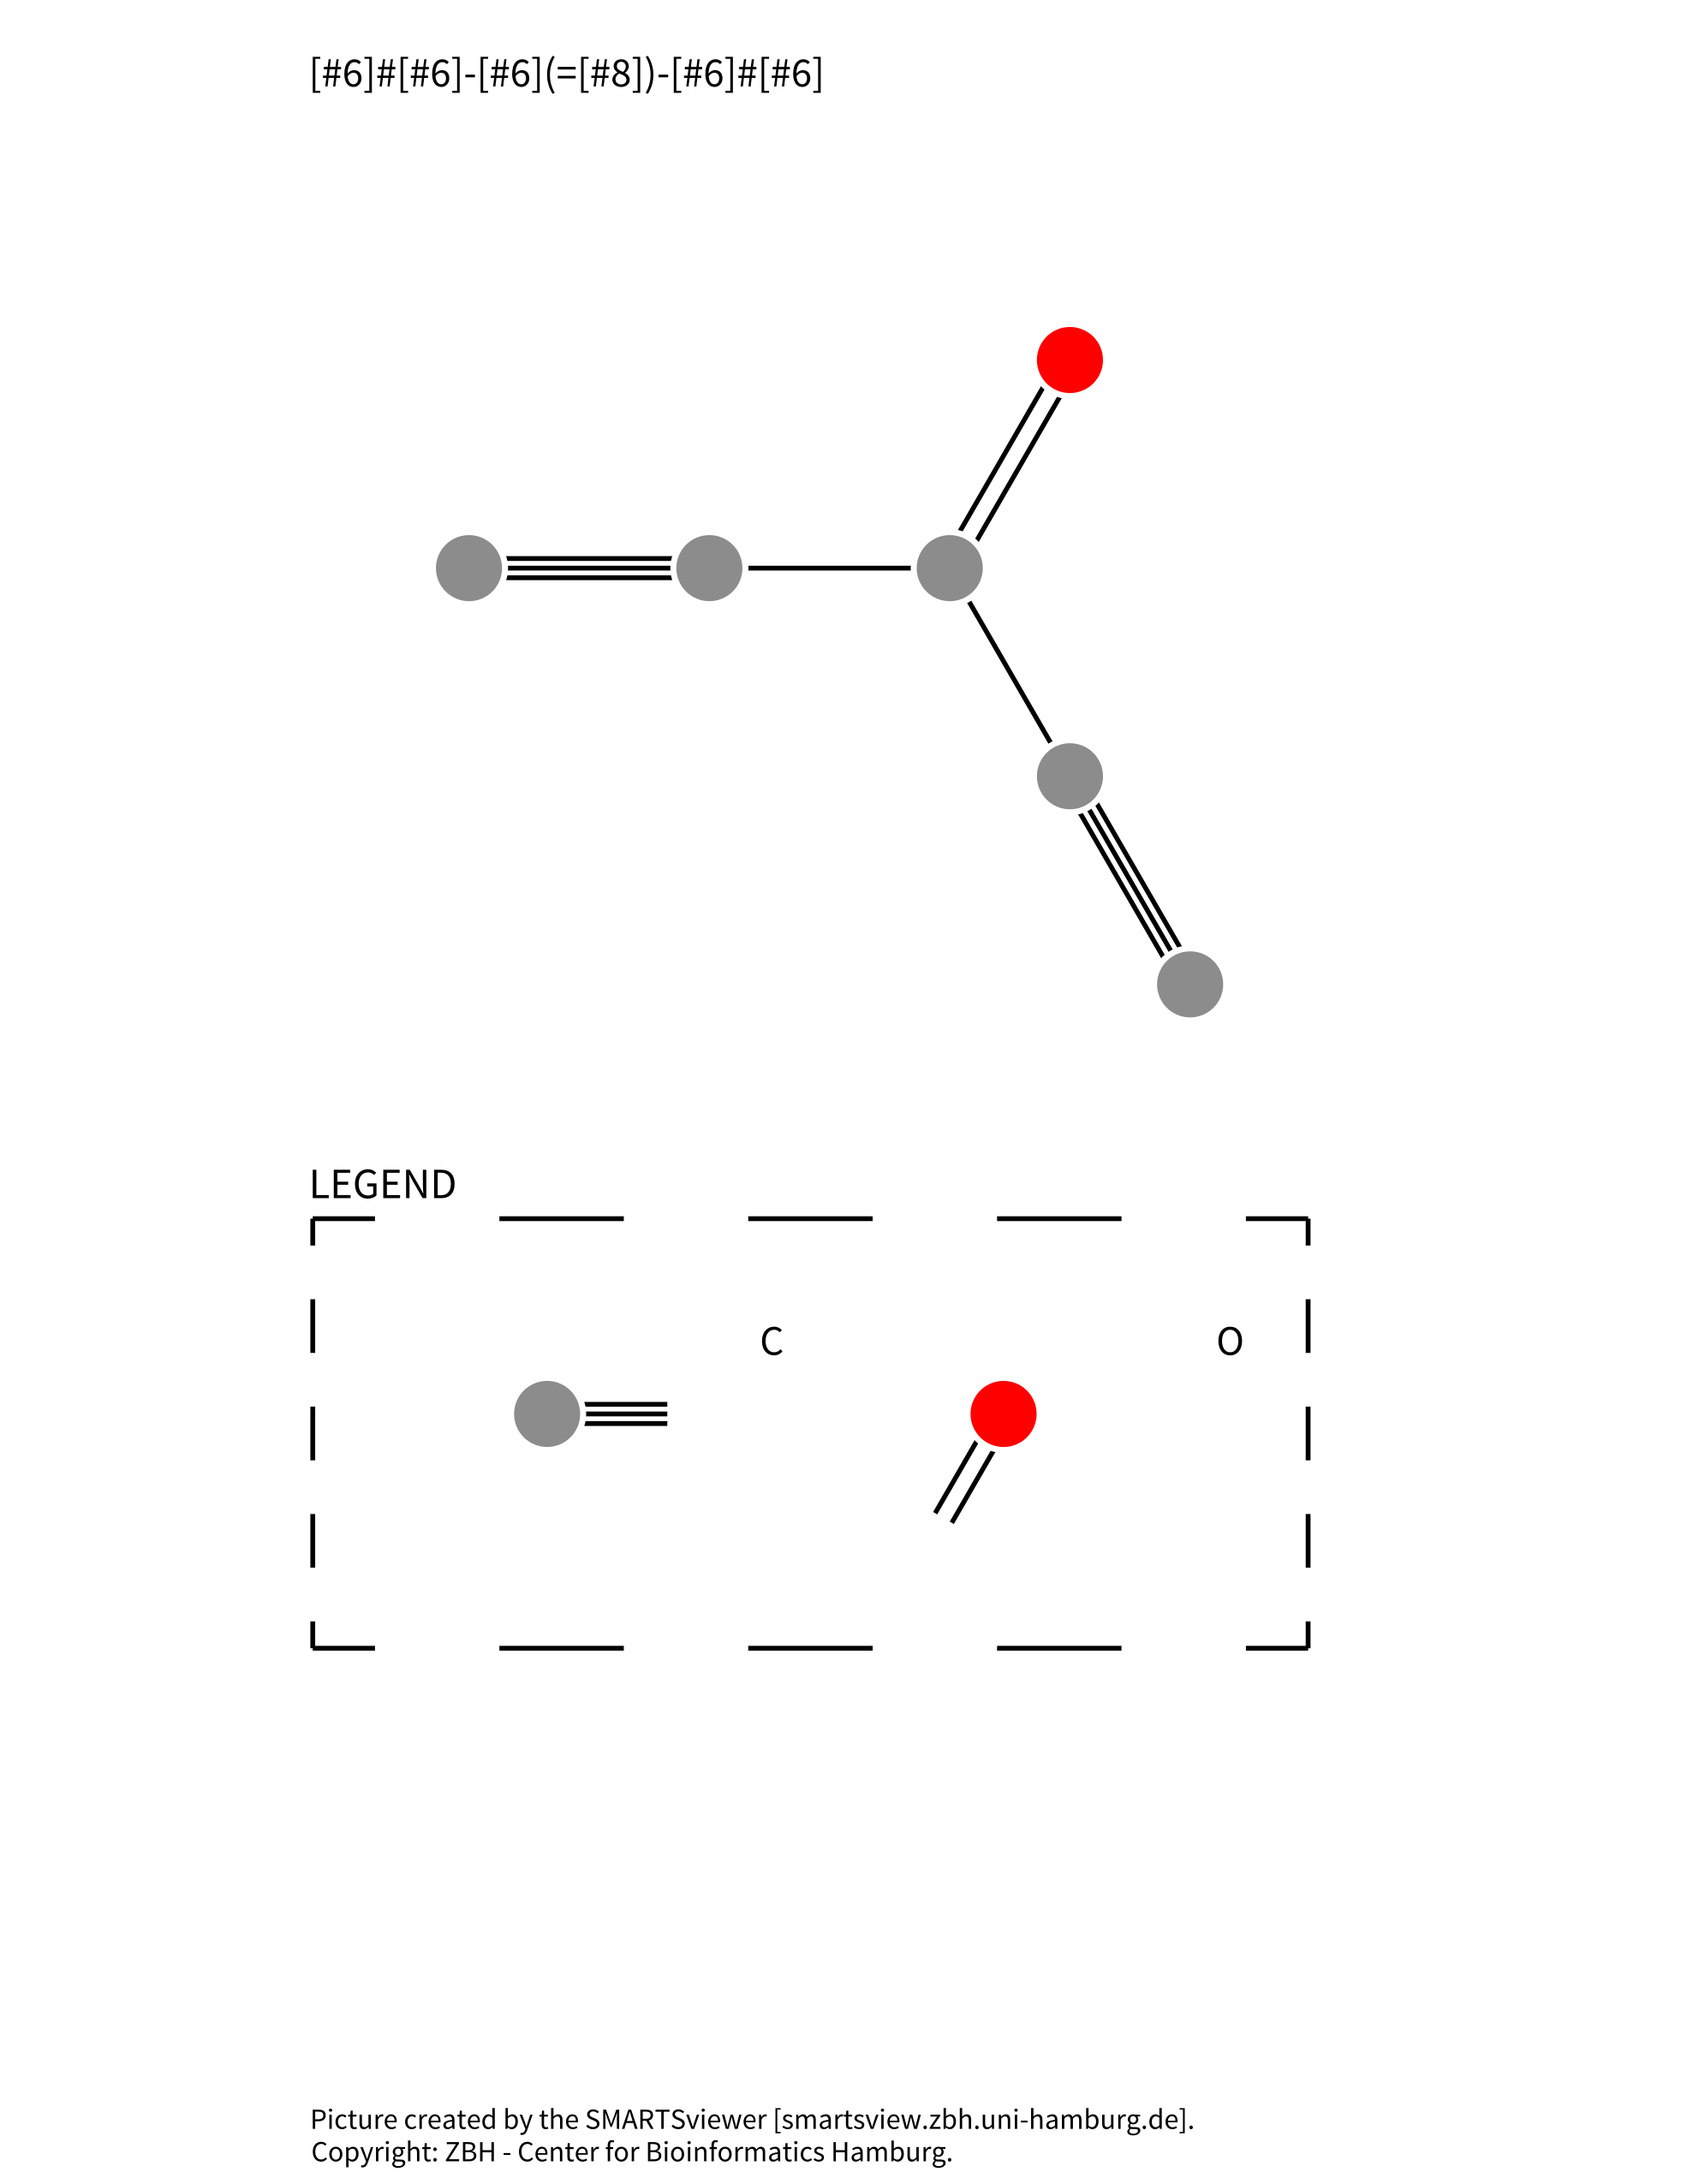 [#6]#[#6]-[#6](=[#8])-[#6]#[#6]
LEGEND
C
O
Picture created by the SMARTSviewer [smartsview.zbh.uni-hamburg.de].
Copyright: ZBH - Center for Bioinformatics Hamburg.